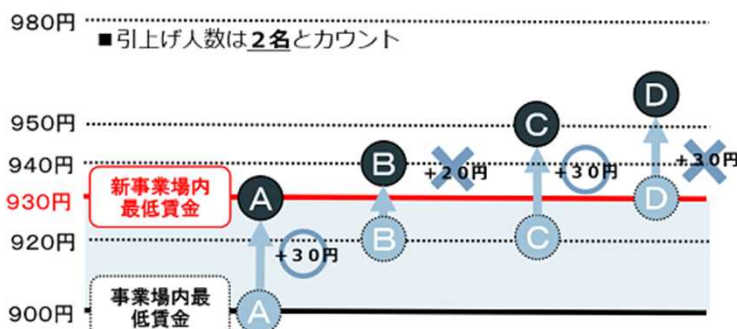 980円
■引上げ人数は2名とカウント
950円
940円
930円
920円
900円
新事業場内
最低賃金
事業場内最
低賃金
A
B
C
D
+30円
+20円
+30円
+30円
A
B
C
D